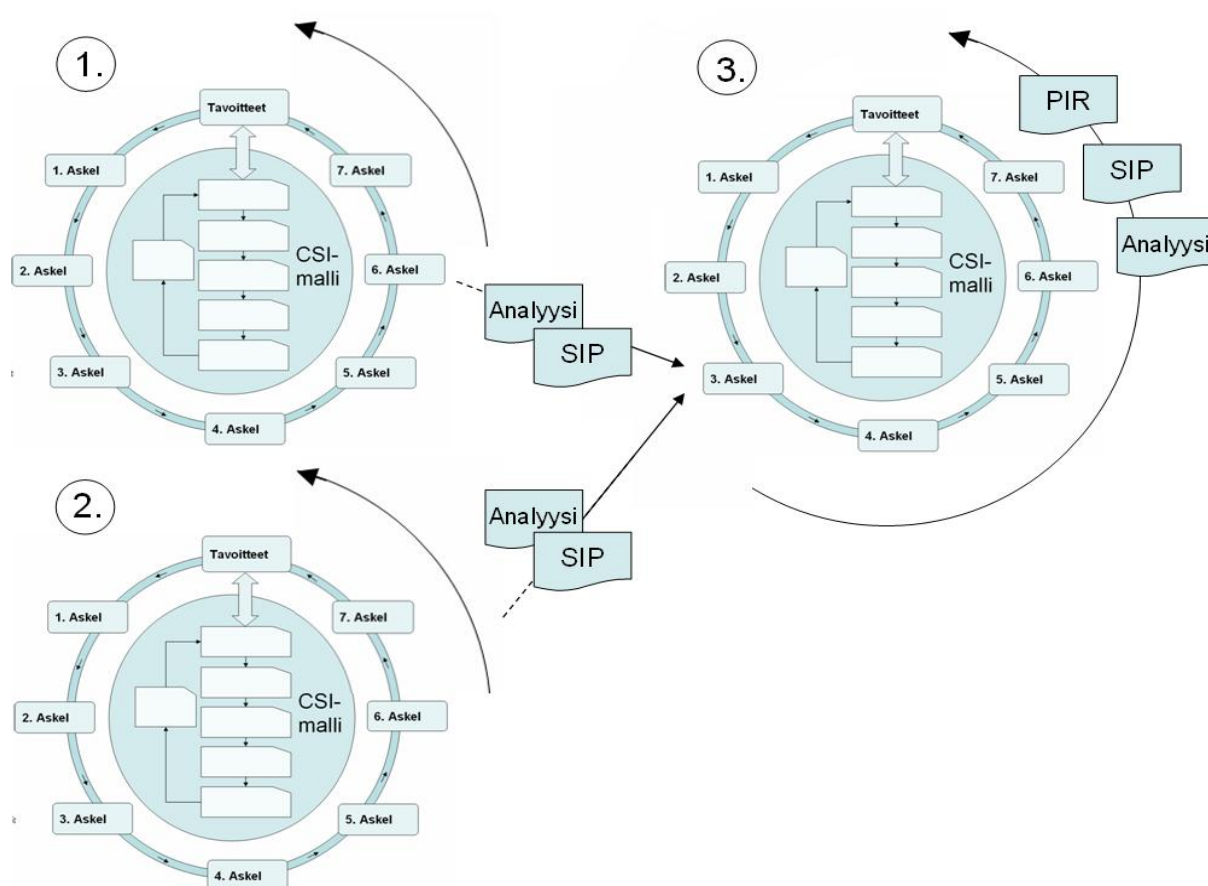 1.
Tavoitteet
1. Askel
7. Askel
2. Askel
CSI-
malli
6. Askel
3. Askel
5. Askel
4. Askel
Analyysi
SIP
2.
Tavoitteet
1. Askel
7. Askel
2. Askel
CSI-
malli
6. Askel
3. Askel
5. Askel
4. Askel
Analyysi
SIP
3.
Tavoitteet
1. Askel
7. Askel
2. Askel
CSI-
malli
6. Askel
3. Askel
5. Askel
4. Askel
PIR
SIP
Analyysi